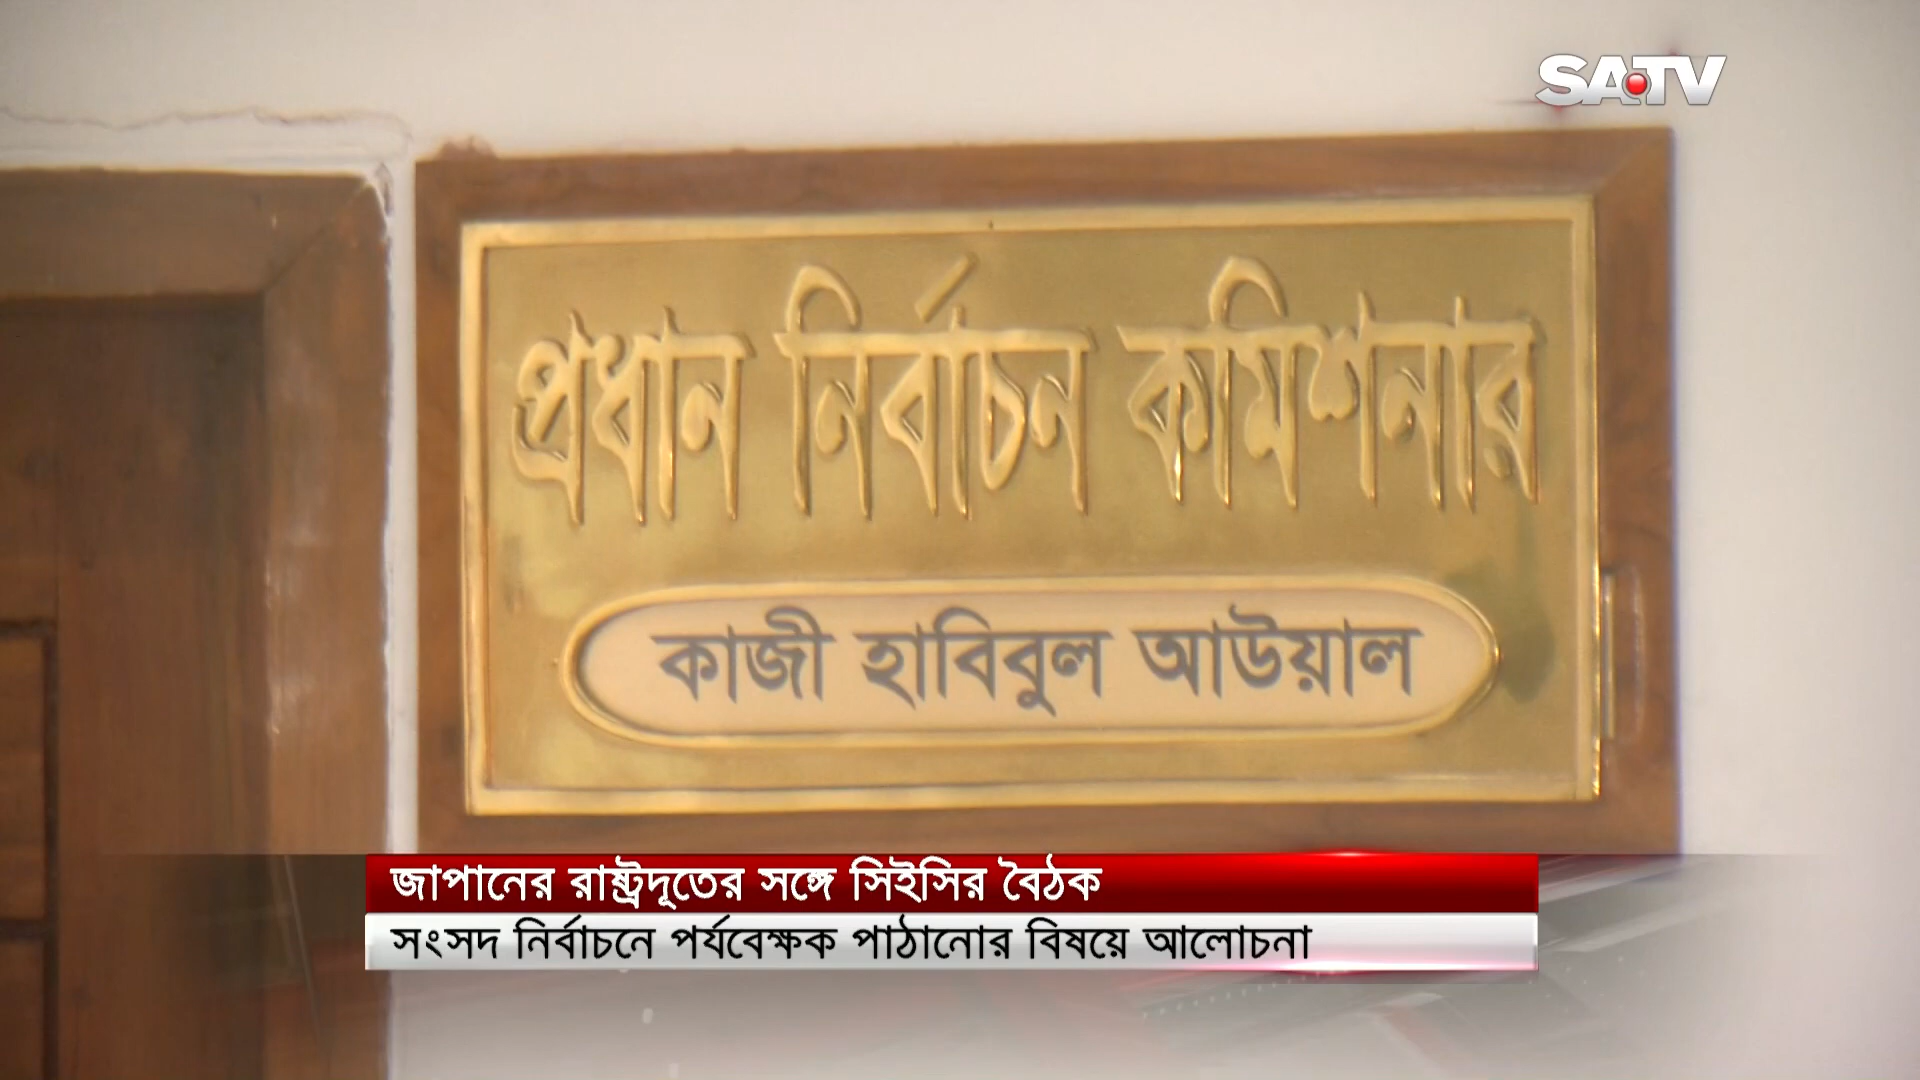 SATV
প্রধান নির্বাচন কমিশনার
কাজী হাবিবুল আউয়াল
জাপানের রাষ্ট্রদূতের সঙ্গে সিইসির বৈঠক
সংসদ নির্বাচনে পর্যবেক্ষক পাঠানোর বিষয়ে আলোচনা